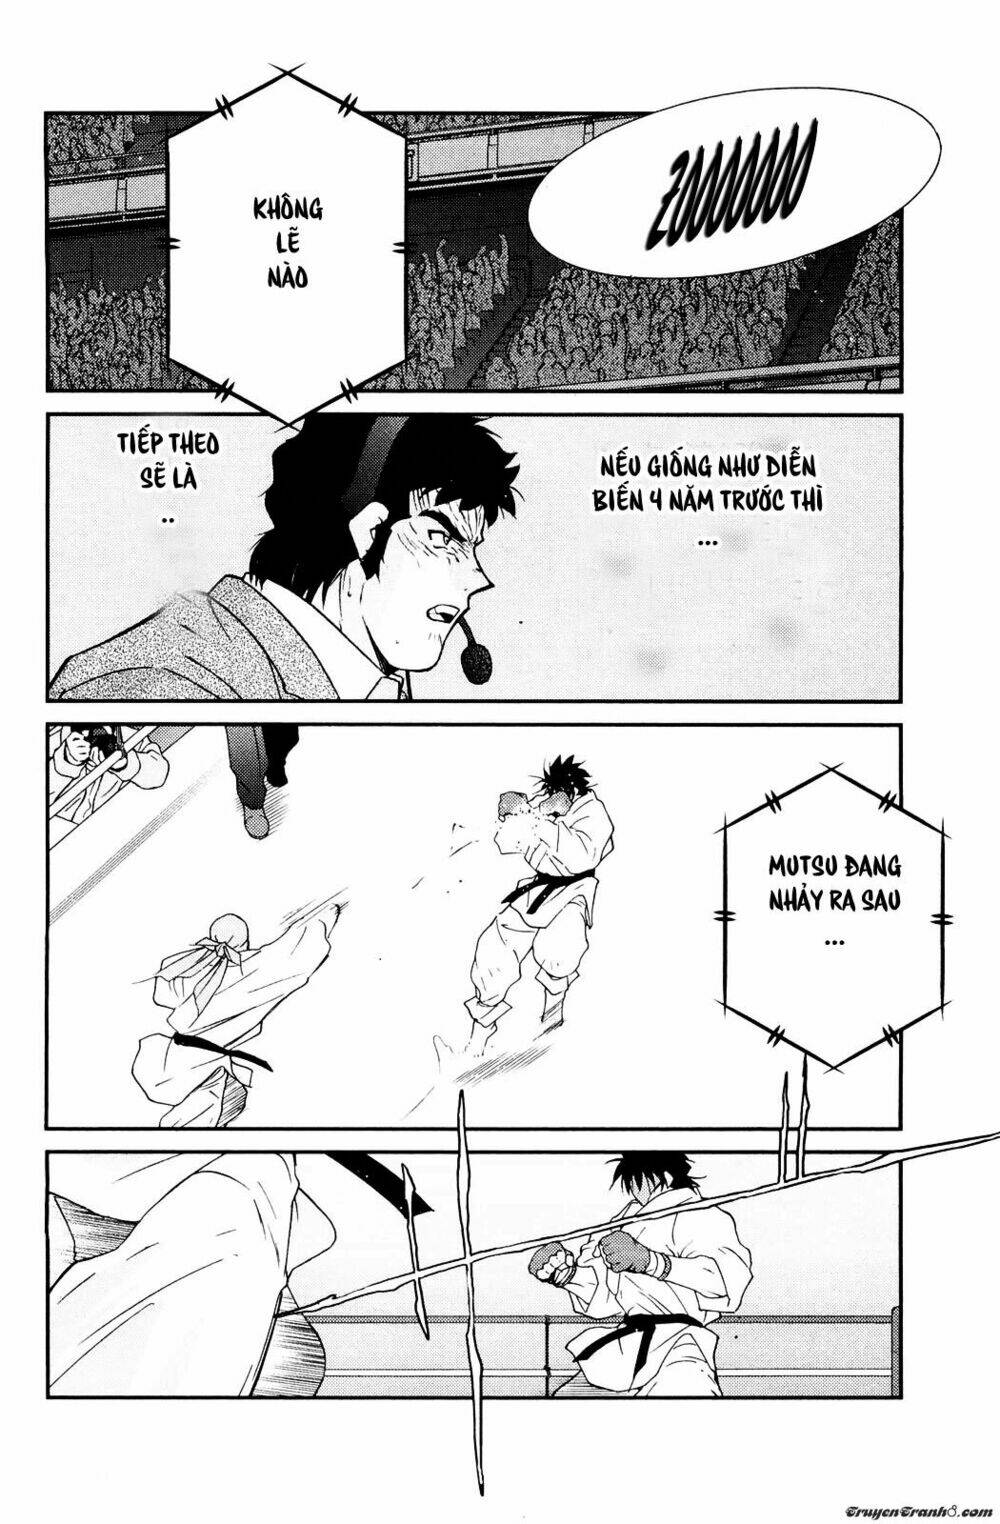 ZOOOOOOOO
KHÔNG
LẼ
NÀO
NẾU GIỐNG NHƯ DIỄN
BIẾN 4 NĂM TRƯỚC THÌ
...
TIẾP THEO
SẼ LÀ
..
MUTSU ĐANG
NHẢY RA SAU
...
TruyenTranh8.com